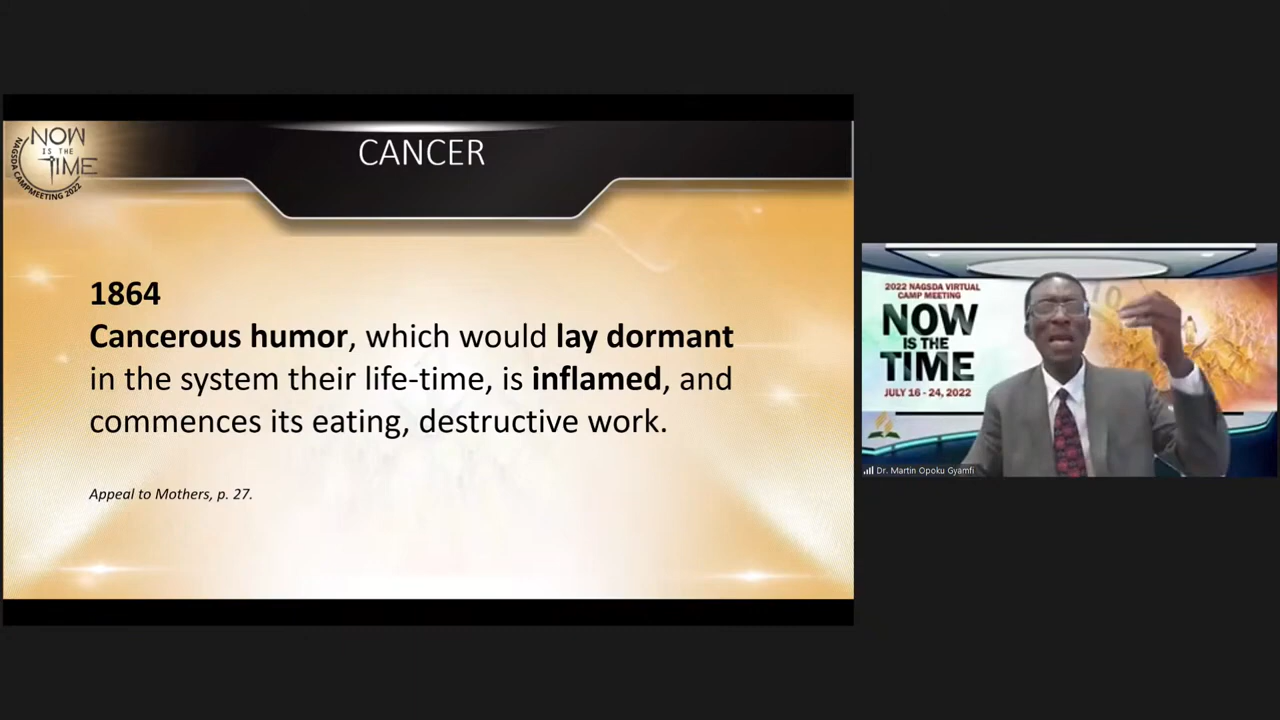 NOW
IS THE
TIME
NAGSDA CAMPMEETING 2022
CANCER
1864
Cancerous humor, which would lay dormant
in the system their life-time, is inflamed, and
commences its eating, destructive work.
Appeal to Mothers, p. 27.
2022 NAGSDA VIRTUAL
CAMP MEETING
NOW
IS THE
TIME
JULY 16 - 24, 2022
10
Dr. Martin Opoku Gyamfi